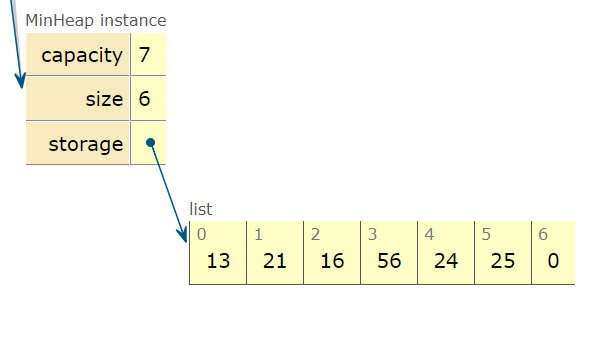 MinHeap instance
capacity 7
size 6
storage
list
0 1 2 3 4 5 6
13 21 16 56 24 25 0